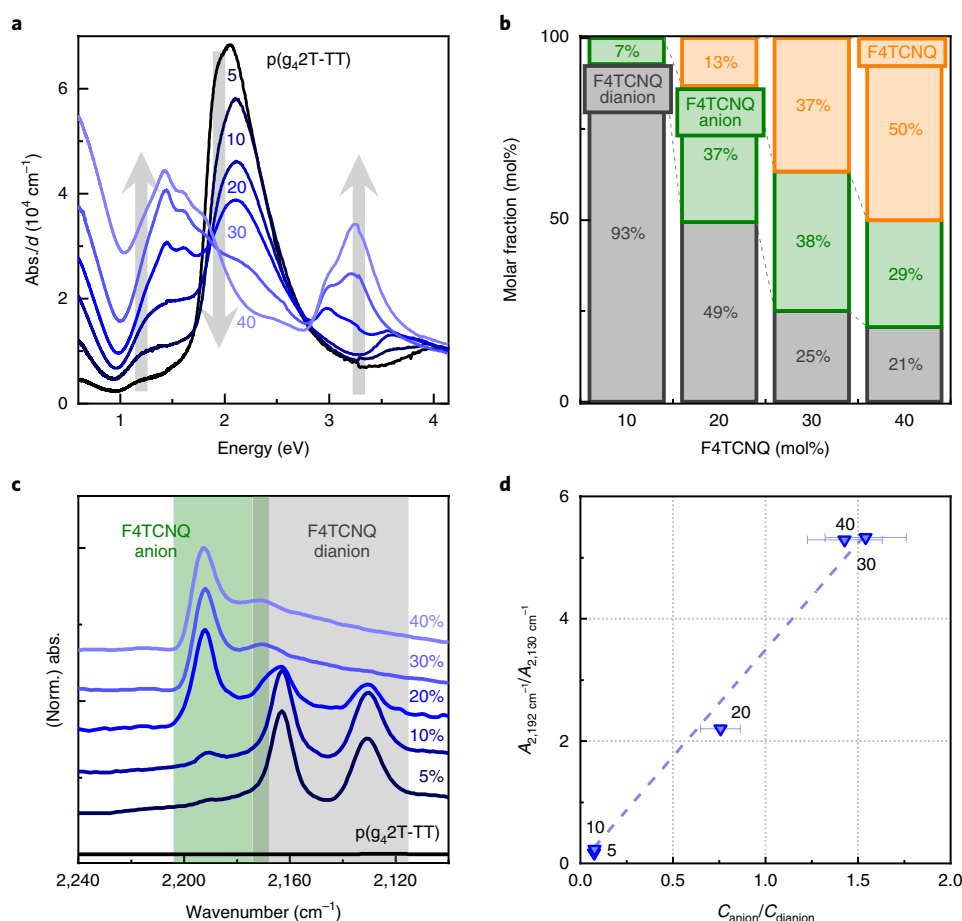 a
p(g₄2T-TT)
5
10
20
30
40
6
4
2
0
Abs./d (10⁴ cm⁻¹)
1 2 3 4
Energy (eV)
b
100
50
0
Molar fraction (mol%)
7%
F4TCNQ
dianion
93%
13%
F4TCNQ
anion
37%
49%
37%
38%
25%
F4TCNQ
50%
29%
21%
10 20 30 40
F4TCNQ (mol%)
c
F4TCNQ
anion
F4TCNQ
dianion
40%
30%
20%
10%
5%
p(g₄2T-TT)
(Norm.) abs.
2,240 2,200 2,160 2,120
Wavenumber (cm⁻¹)
d
6
4
2
0
A2,192 cm⁻¹/A2,130 cm⁻¹
40
30
20
10
5
0.0 0.5 1.0 1.5 2.0
Canion/Cdianion